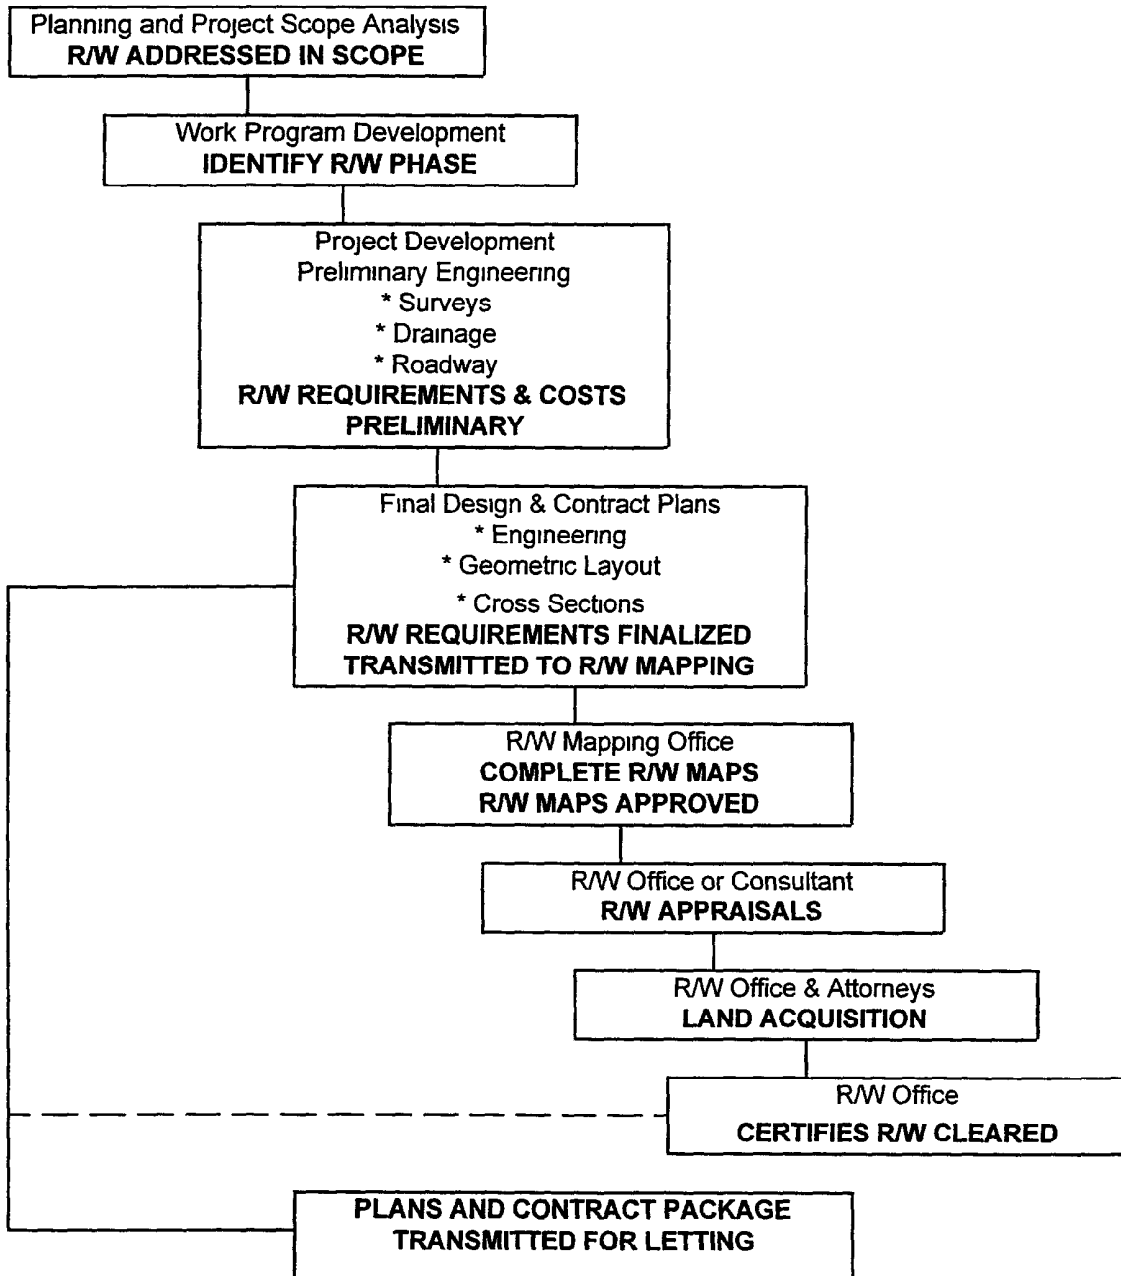 Planning and Project Scope Analysis
R/W ADDRESSED IN SCOPE
Work Program Development
IDENTIFY R/W PHASE
Project Development
Preliminary Engineering
* Surveys
* Drainage
* Roadway
R/W REQUIREMENTS & COSTS
PRELIMINARY
Final Design & Contract Plans
* Engineering
* Geometric Layout
* Cross Sections
R/W REQUIREMENTS FINALIZED
TRANSMITTED TO R/W MAPPING
R/W Mapping Office
COMPLETE R/W MAPS
R/W MAPS APPROVED
R/W Office or Consultant
R/W APPRAISALS
R/W Office & Attorneys
LAND ACQUISITION
R/W Office
CERTIFIES R/W CLEARED
PLANS AND CONTRACT PACKAGE
TRANSMITTED FOR LETTING